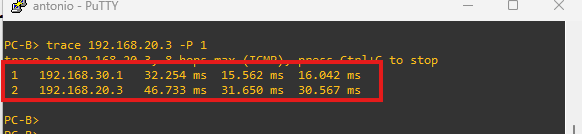 antonio - PuTTY
PC-B> trace 192.168.20.3 -P 1
trace to 192.168.20.3, 8 hops max (ICMP), press Ctrl+C to stop
1 192.168.30.1 32.254 ms 15.562 ms 16.042 ms
2 192.168.20.3 46.733 ms 31.650 ms 30.567 ms
PC-B>